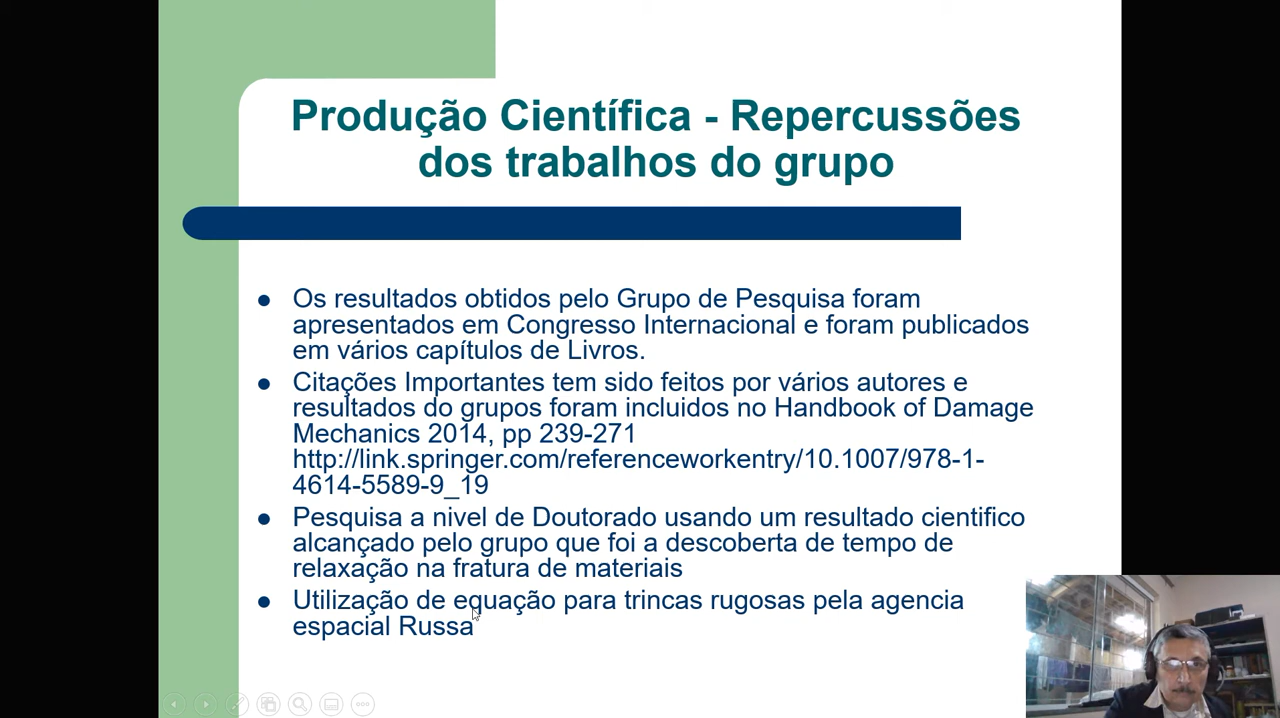 Produção Científica - Repercussões
dos trabalhos do grupo
Os resultados obtidos pelo Grupo de Pesquisa foram
apresentados em Congresso Internacional e foram publicados
em vários capítulos de Livros.
Citações Importantes tem sido feitos por vários autores e
resultados do grupos foram incluidos no Handbook of Damage
Mechanics 2014, pp 239-271
http://link.springer.com/referenceworkentry/10.1007/978-1-
4614-5589-9_19
Pesquisa a nivel de Doutorado usando um resultado cientifico
alcançado pelo grupo que foi a descoberta de tempo de
relaxação na fratura de materiais
Utilização de equação para trincas rugosas pela agencia
espacial Russa